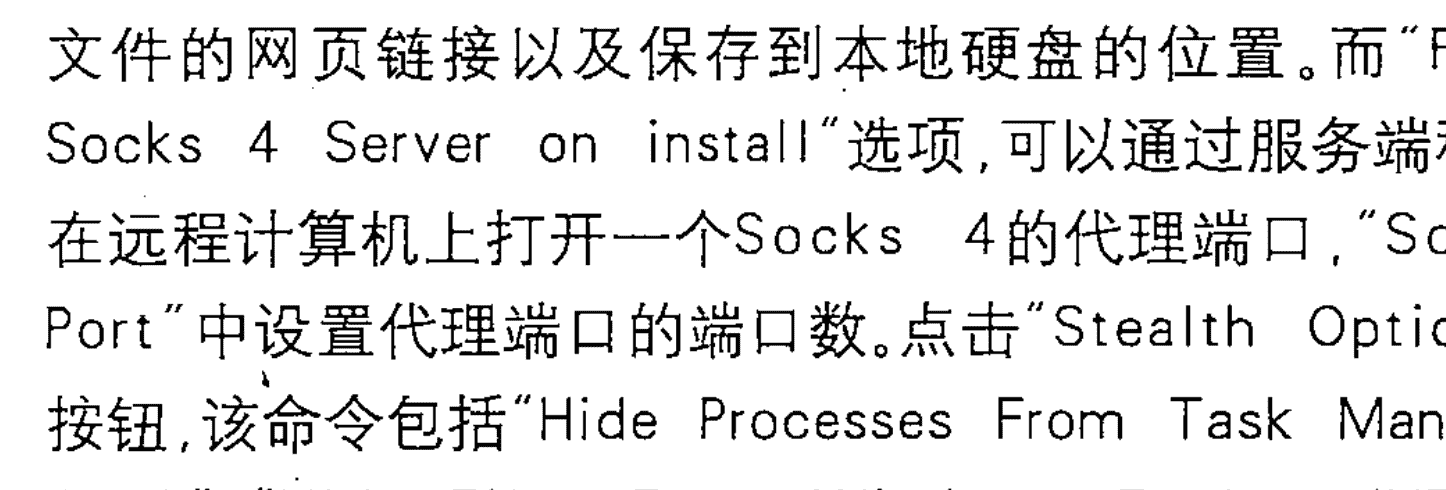 文件的网页链接以及保存到本地硬盘的位置。而“
Socks 4 Server on install“选项,可以通过服务端
在远程计算机上打开一个Socks 4的代理端口,“So
Port”中设置代理端口的端口数。点击“Stealth Optio
按钮,该命令包括“Hide Processes From Task Man